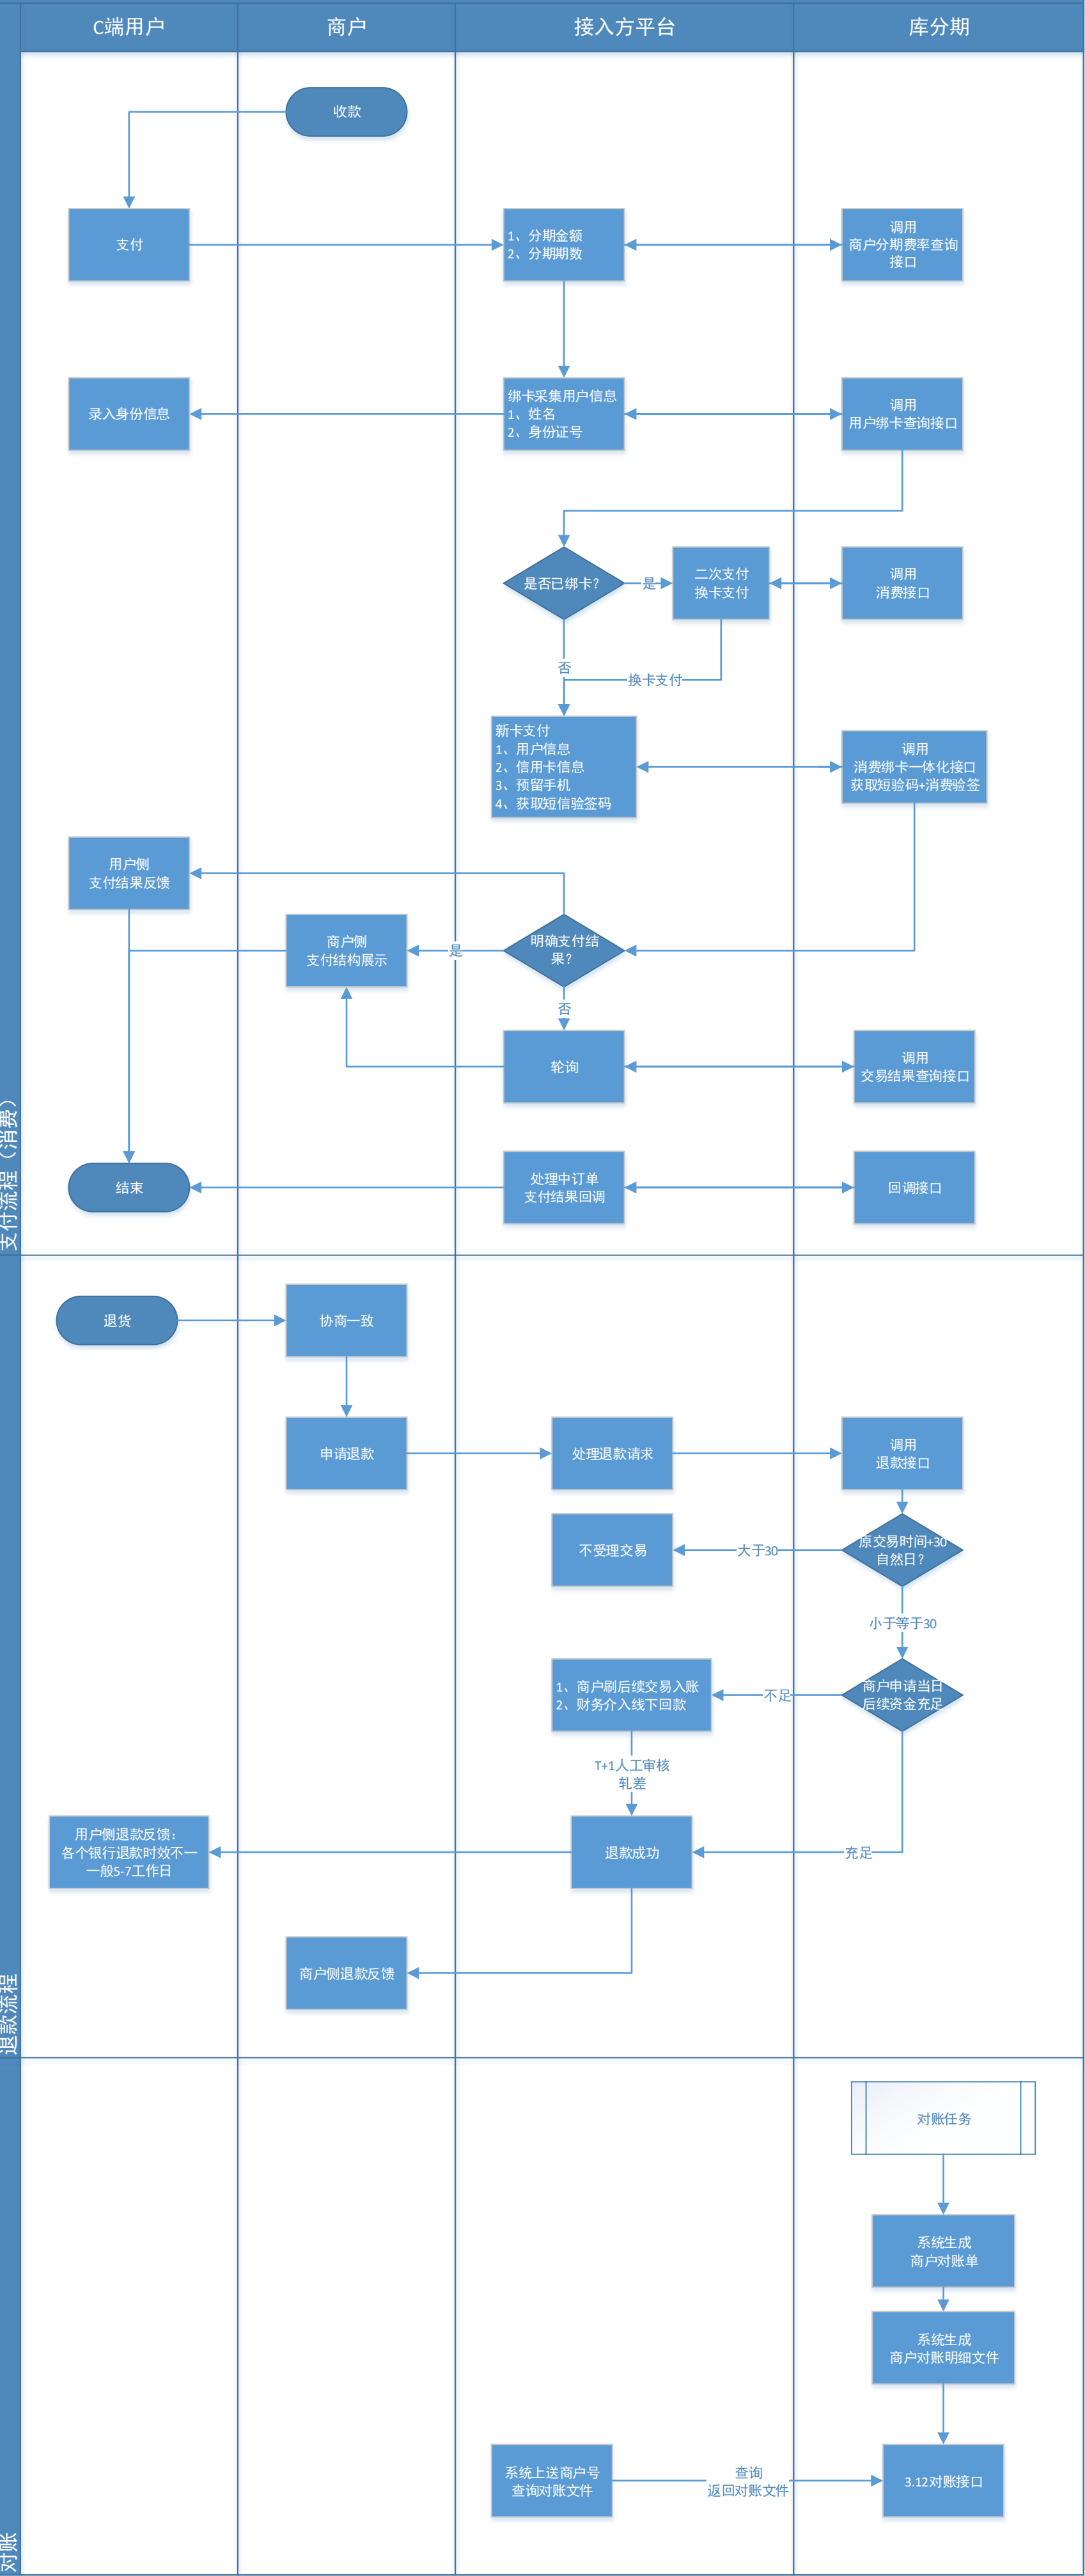 C端用户
商户
接入方平台
库分期
支付流程（消费）
收款
支付
1、分期金额
2、分期期数
调用
商户分期费率查询
接口
录入身份信息
绑卡采集用户信息
1、姓名
2、身份证号
调用
用户绑卡查询接口
是否已绑卡?
是
二次支付
换卡支付
调用
消费接口
否
换卡支付
新卡支付
1、用户信息
2、信用卡信息
3、预留手机
4、获取短信验签码
调用
消费绑卡一体化接口
获取短验码+消费验签
用户侧
支付结果反馈
商户侧
支付结构展示
是
明确支付结
果?
否
轮询
调用
交易结果查询接口
结束
处理中订单
支付结果回调
回调接口
退款流程
退货
协商一致
申请退款
处理退款请求
调用
退款接口
不受理交易
大于30
原交易时间+30
自然日?
小于等于30
1、商户刷后续交易入账
2、财务介入线下回款
不足
商户申请当日
后续资金充足
T+1人工审核
轧差
用户侧退款反馈：
各个银行退款时效不一
一般5-7工作日
退款成功
充足
商户侧退款反馈
对账
对账任务
系统生成
商户对账单
系统生成
商户对账明细文件
系统上送商户号
查询对账文件
查询
返回对账文件
3.12对账接口